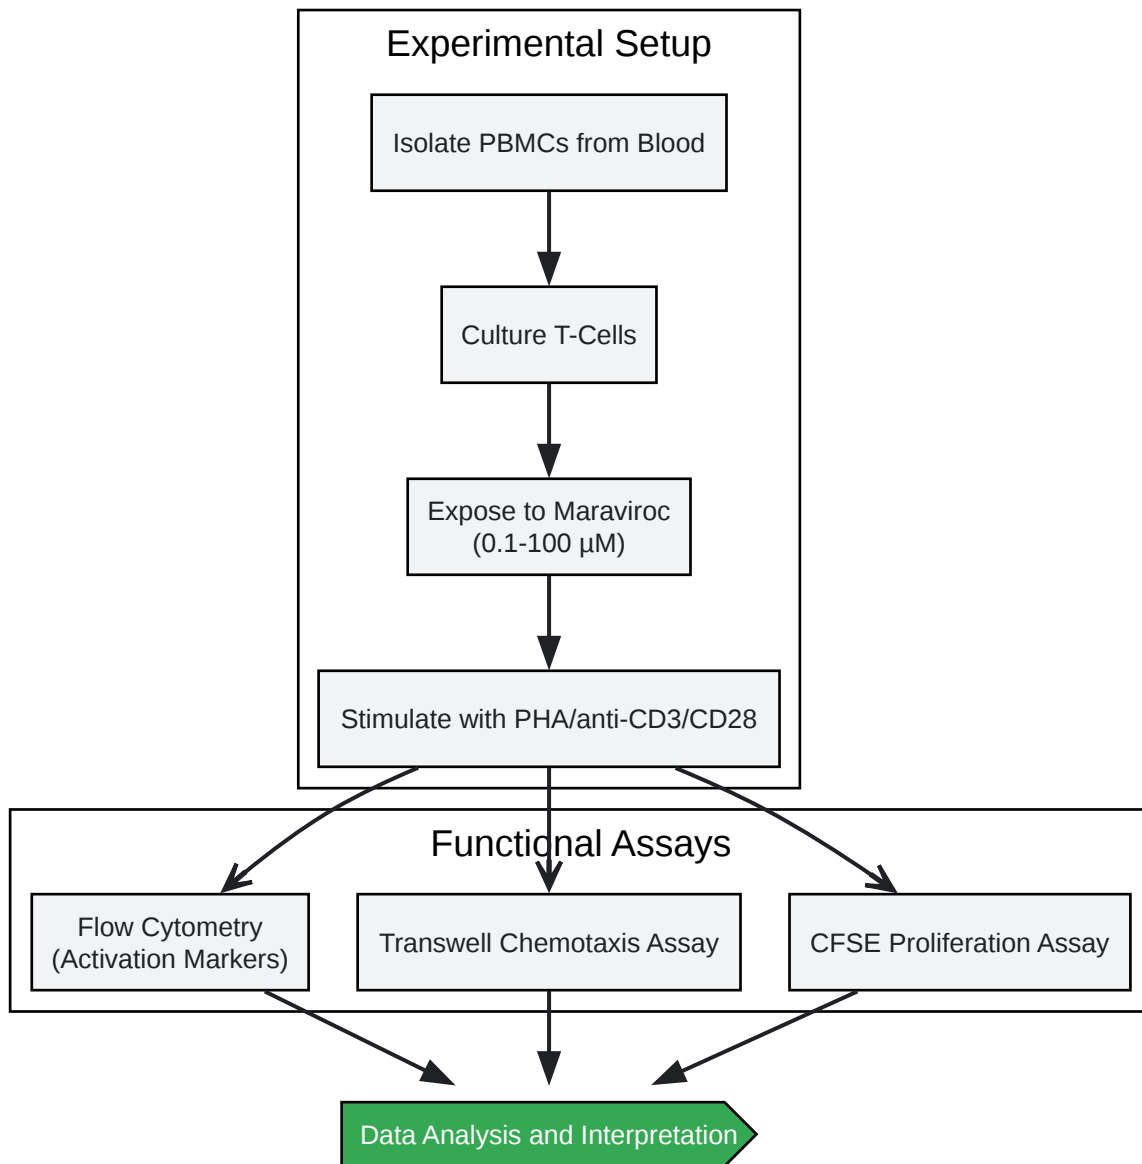 Experimental Setup
Isolate PBMCs from Blood
Culture T-Cells
Expose to Maraviroc
(0.1-100 µM)
Stimulate with PHA/anti-CD3/CD28
Functional Assays
Flow Cytometry
(Activation Markers)
Transwell Chemotaxis Assay
CFSE Proliferation Assay
Data Analysis and Interpretation